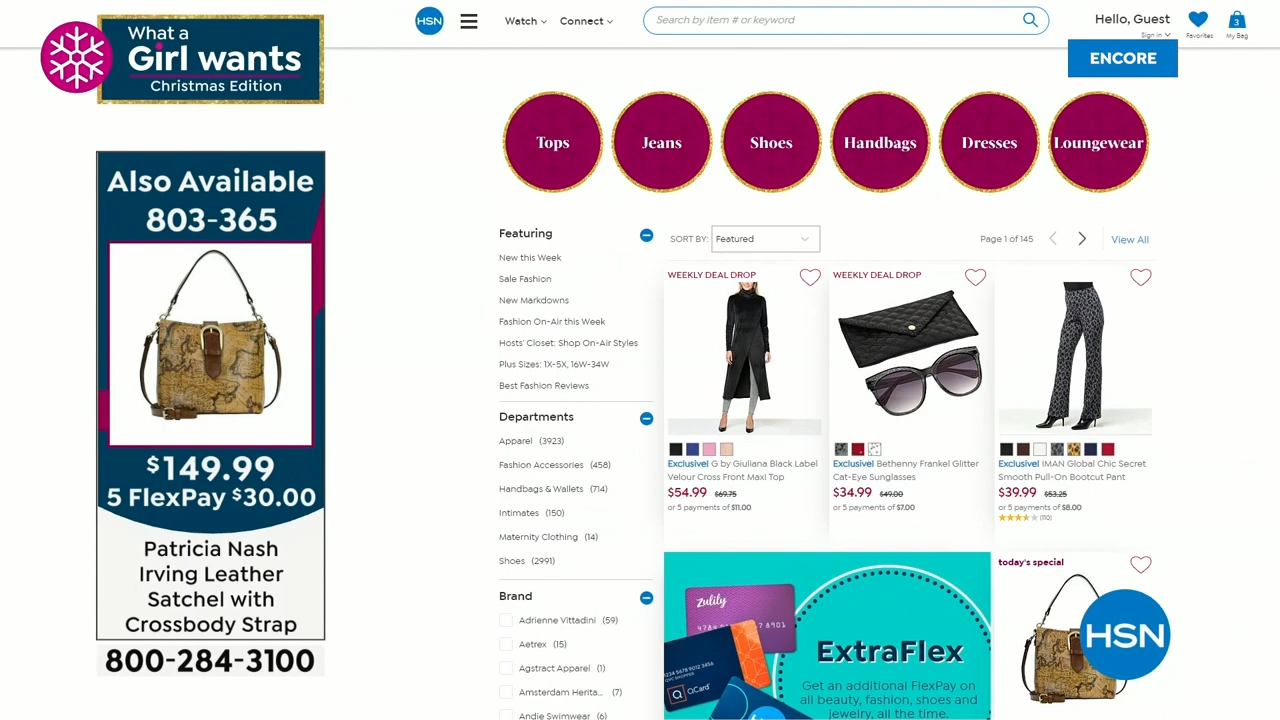 What a
Girl wants
Christmas Edition
HSN
Watch
Connect
Search by item # or keyword
Hello, Guest
Sign in
Favorites
3
My Bag
ENCORE
Tops
Jeans
Shoes
Handbags
Dresses
Loungewear
Also Available
803-365
$149.99
5 FlexPay $30.00
Patricia Nash
Irving Leather
Satchel with
Crossbody Strap
800-284-3100
Featuring
New this Week
Sale Fashion
New Markdowns
Fashion On-Air this Week
Hosts' Closet: Shop On-Air Styles
Plus Sizes: 1X-5X, 16W-34W
Best Fashion Reviews
Departments
Apparel (3923)
Fashion Accessories (458)
Handbags & Wallets (714)
Intimates (150)
Maternity Clothing (14)
Shoes (2991)
Brand
Adrienne Vittadini (59)
Aetrex (15)
Agstract Apparel (1)
Amsterdam Herita... (7)
Andie Swimwear (6)
SORT BY: Featured
Page 1 of 145
View All
WEEKLY DEAL DROP
Exclusive! G by Giuliana Black Label
Velour Cross Front Maxi Top
$54.99 $69.75
or 5 payments of $11.00
WEEKLY DEAL DROP
Exclusive! Bethenny Frankel Glitter
Cat-Eye Sunglasses
$34.99 $49.00
or 5 payments of $7.00
Exclusive! IMAN Global Chic Secret
Smooth Pull-On Bootcut Pant
$39.99 $53.25
or 5 payments of $8.00
(110)
Zulily
QCard
ExtraFlex
Get an additional FlexPay on
all beauty, fashion, shoes and
jewelry, all the time.
today's special
HSN